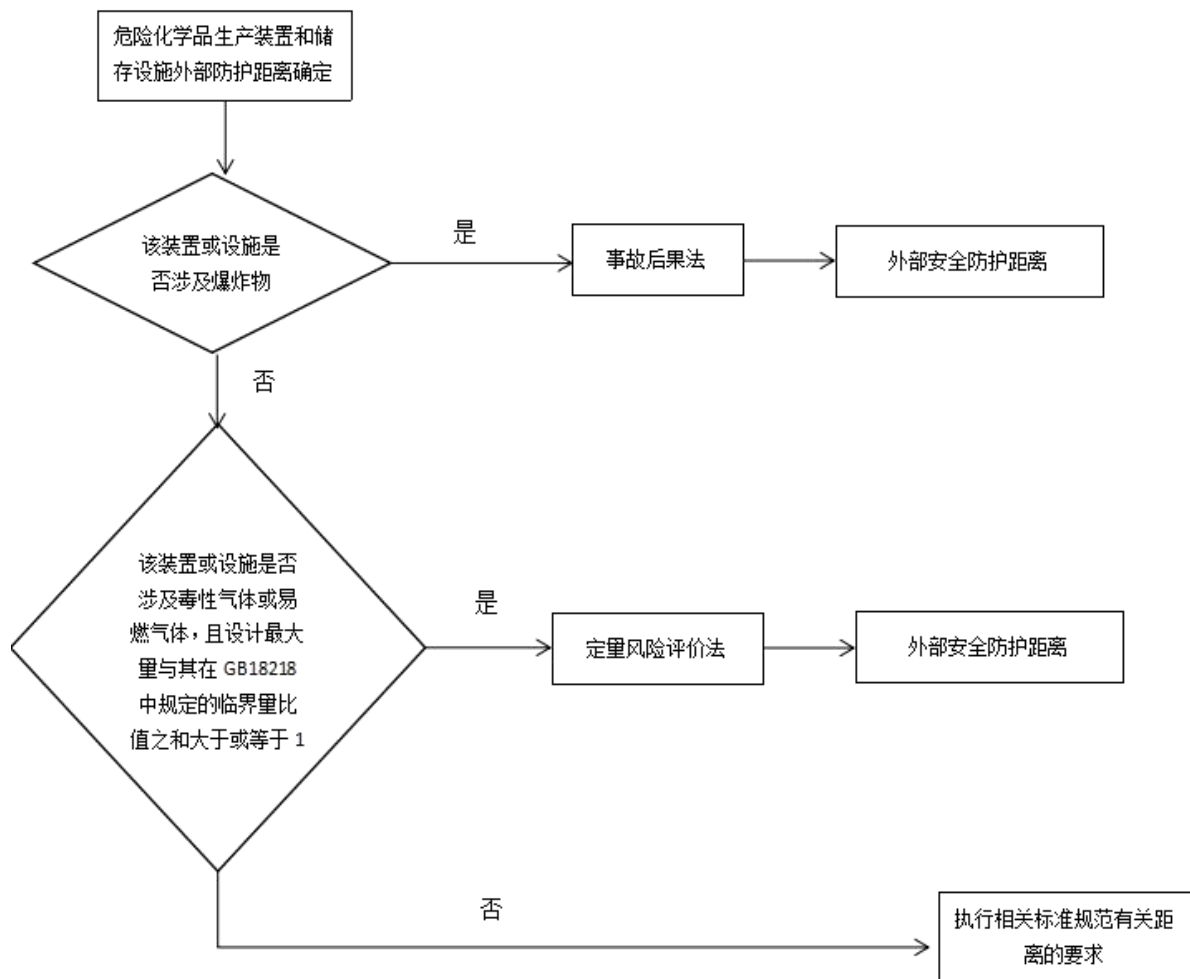 危险化学品生产装置和储
存设施外部防护距离确定
该装置或设施是
否涉及爆炸物
是
事故后果法
外部安全防护距离
否
该装置或设施是否
涉及毒性气体或易
燃气体，且设计最大
量与其在 GB18218
中规定的临界量比
值之和大于或等于 1
是
定量风险评价法
外部安全防护距离
否
执行相关标准规范有关距
离的要求